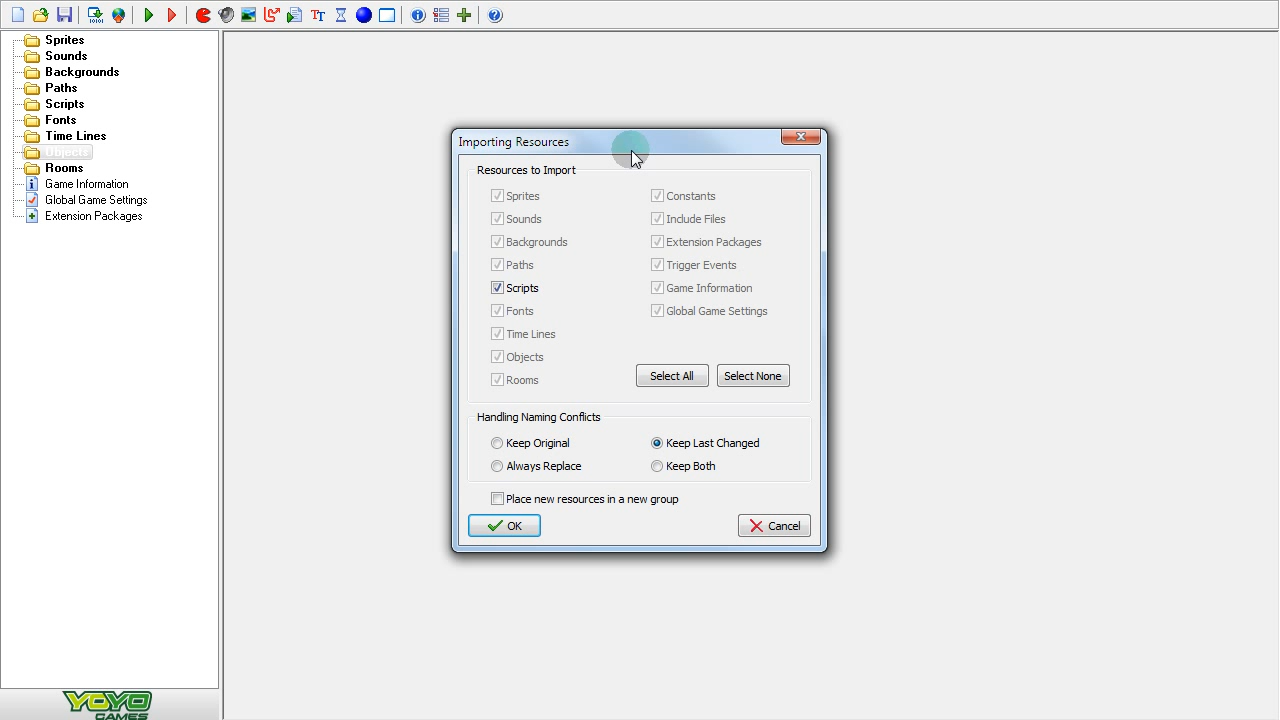 Sprites
Sounds
Backgrounds
Paths
Scripts
Fonts
Time Lines
Objects
Rooms
Game Information
Global Game Settings
Extension Packages
YOYO
GAMES
Importing Resources
Resources to Import
Sprites
Sounds
Backgrounds
Paths
Scripts
Fonts
Time Lines
Objects
Rooms
Constants
Include Files
Extension Packages
Trigger Events
Game Information
Global Game Settings
Select All
Select None
Handling Naming Conflicts
Keep Original
Keep Last Changed
Always Replace
Keep Both
Place new resources in a new group
OK
Cancel